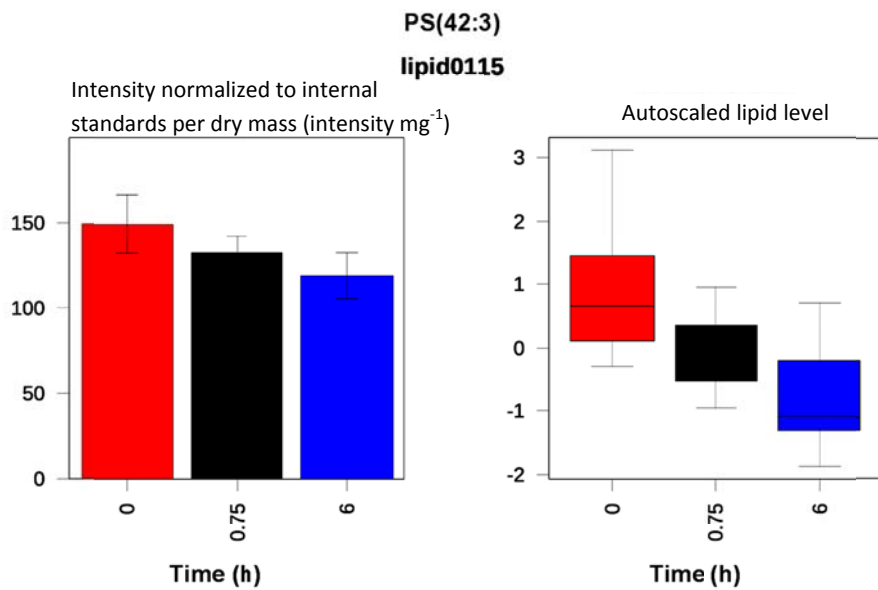 PS(42:3)
lipid0115
Intensity normalized to internal
standards per dry mass (intensity mg⁻¹)
150
100
50
0
0
0.75
6
Time (h)
Autoscaled lipid level
3
2
1
0
-1
-2
0
0.75
6
Time (h)